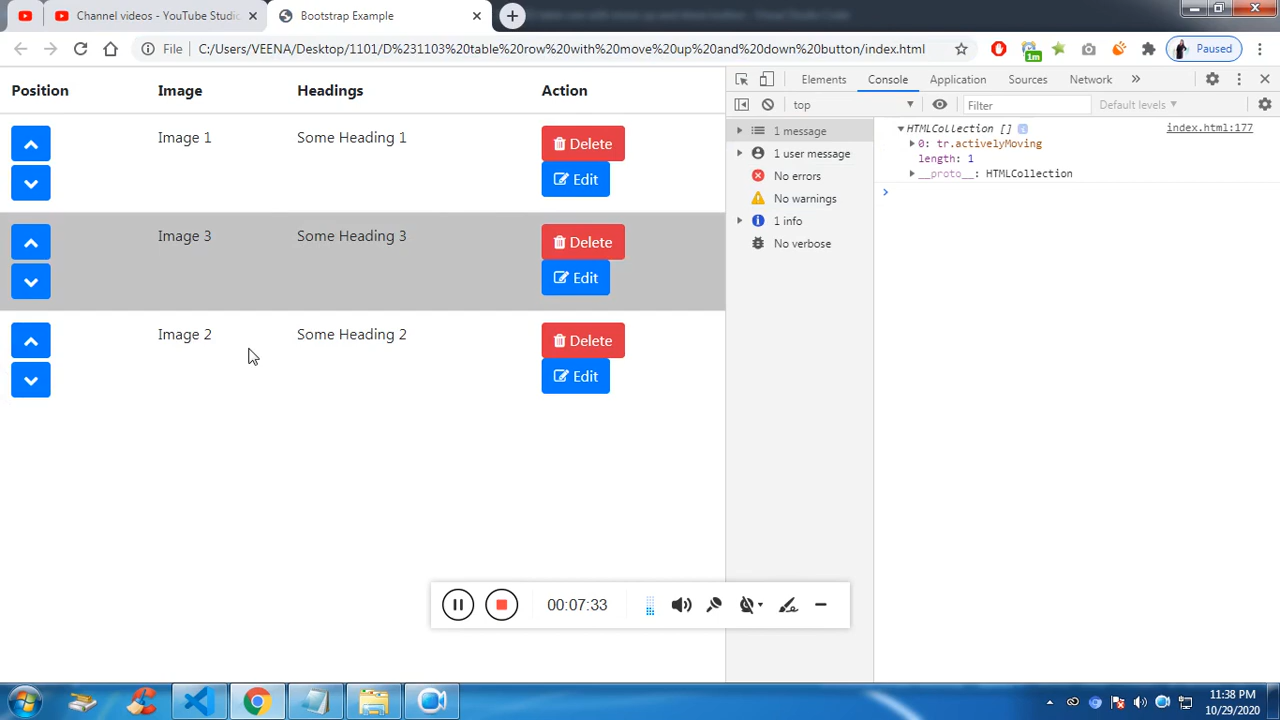 Channel videos - YouTube Studi
Bootstrap Example
File
C:/Users/VEENA/Desktop/1101/D%231103%20table%20row%20with%20move%20up%20and%20down%20button/index.html
1m
Paused
Position Image Headings Action
Image 1 Some Heading 1 Delete
Edit
Image 3 Some Heading 3 Delete
Edit
Image 2 Some Heading 2 Delete
Edit
Elements Console Application Sources Network
top Filter Default levels
1 message
1 user message
No errors
No warnings
1 info
No verbose
HTMLCollection [] i
index.html:177
0: tr.activelyMoving
length: 1
__proto__: HTMLCollection
00:07:33
11:38 PM
10/29/2020